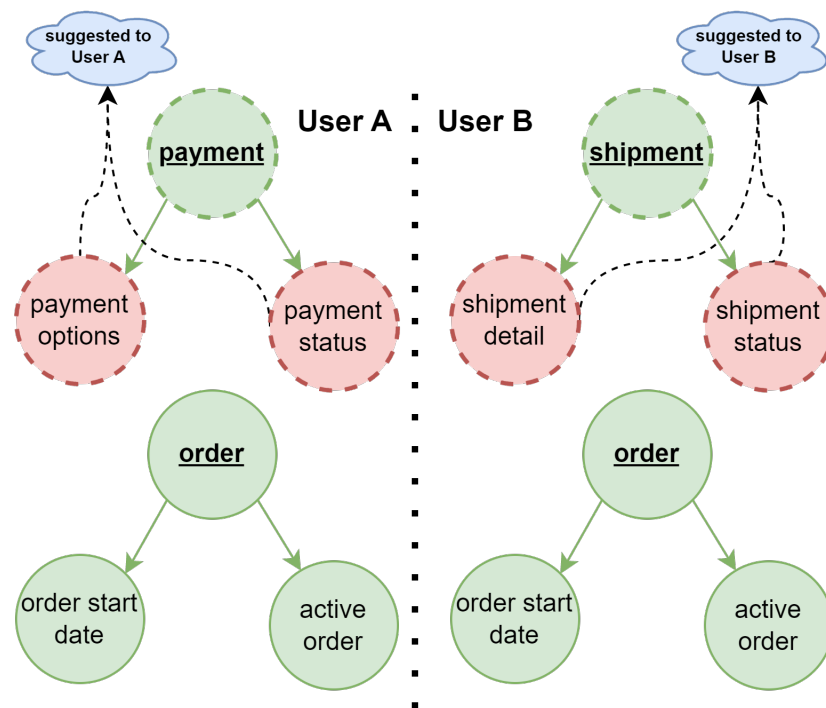 suggested to
User A
suggested to
User B
User A
User B
payment
shipment
payment
options
payment
status
shipment
detail
shipment
status
order
order
order start
date
active
order
order start
date
active
order